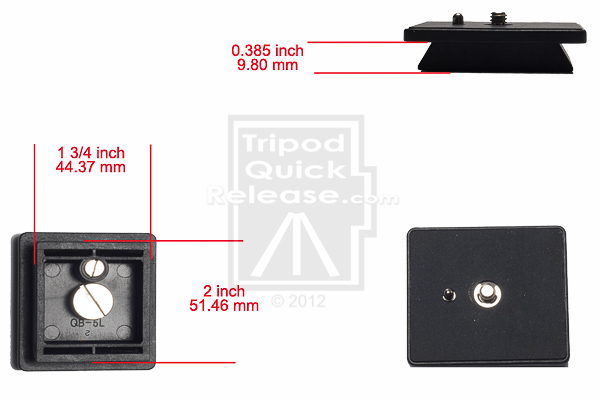 0.385 inch
9.80 mm
Tripod
Quick
Release.com
1 3/4 inch
44.37 mm
2 inch
51.46 mm
© 2012
QB-5L
2